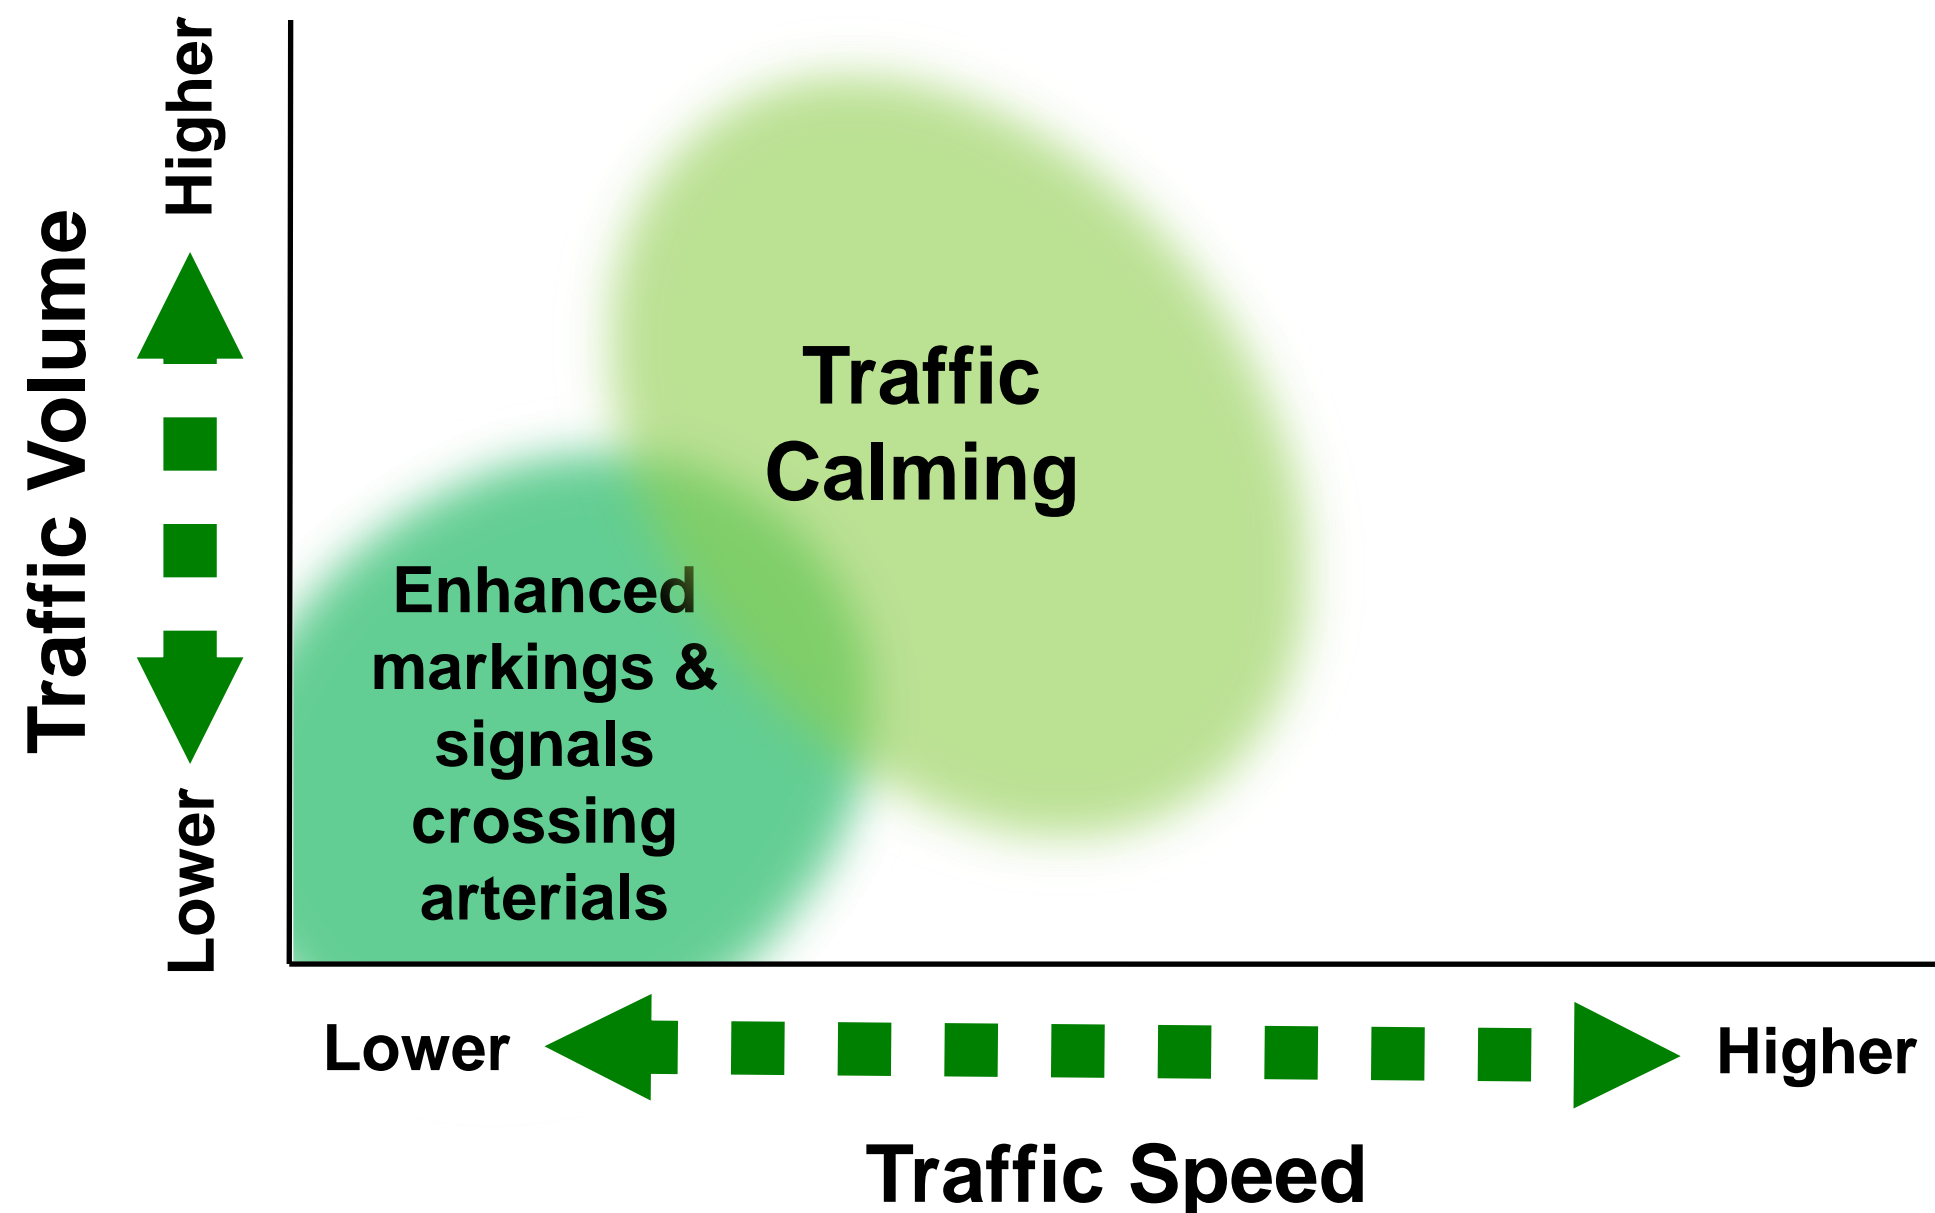 Traffic Volume
Higher
Lower
Traffic
Calming
Enhanced
markings &
signals
crossing
arterials
Lower
Higher
Traffic Speed